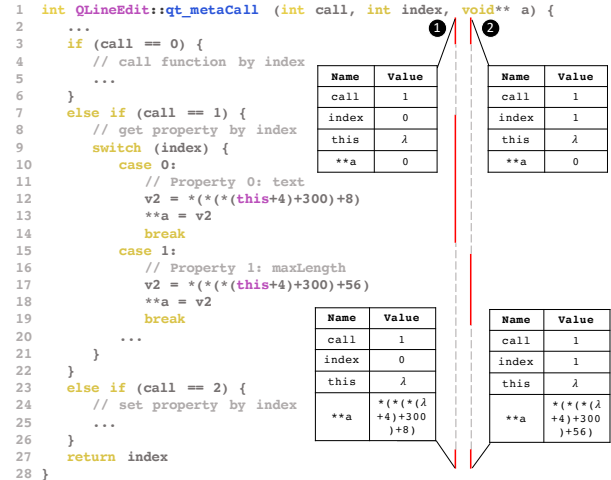 1 int QLineEdit::qt_metaCall (int call, int index, void** a) {
2 ...
3 if (call == 0) {
4 // call function by index
5 ...
6 }
7 else if (call == 1) {
8 // get property by index
9 switch (index) {
10 case 0:
11 // Property 0: text
12 v2 = *(*(*(this+4)+300)+8)
13 **a = v2
14 break
15 case 1:
16 // Property 1: maxLength
17 v2 = *(*(*(this+4)+300)+56)
18 **a = v2
19 break
20 ...
21 }
22 }
23 else if (call == 2) {
24 // set property by index
25 ...
26 }
27 return index
28 }
1 2
Name Value
call 1
index 0
this λ
**a 0
Name Value
call 1
index 1
this λ
**a 0
Name Value
call 1
index 0
this λ
**a *(*(*(λ
+4)+300
)+8)
Name Value
call 1
index 1
this λ
**a *(*(*(λ
+4)+300
)+56)